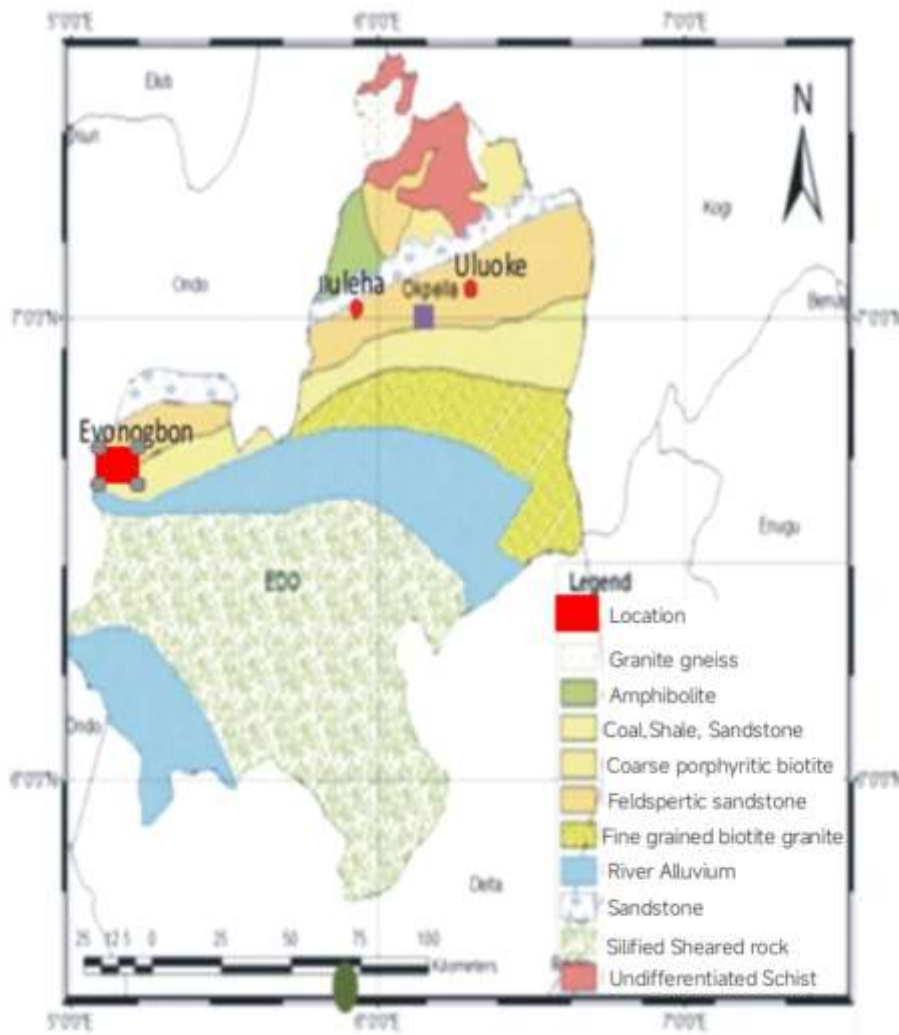 5°00'E 6°00'E 7°00'E
Ekiti
N
Kogi
Ondo
Uluoke
Okpella
7°00'N 7°00'N
Evonogbon
Enugu
EDO
Legend
Location
Granite gneiss
Amphibolite
Coal,Shale, Sandstone
Ondo
Coarse porphyritic biotite
6°00'N 6°00'N
Feldspertic sandstone
Fine grained biotite granite
River Alluvium
Delta
Sandstone
25 12.5 0 25 50 75 100
Silified Sheared rock
Kilometers
Undifferentiated Schist
5°00'E 6°00'E 7°00'E